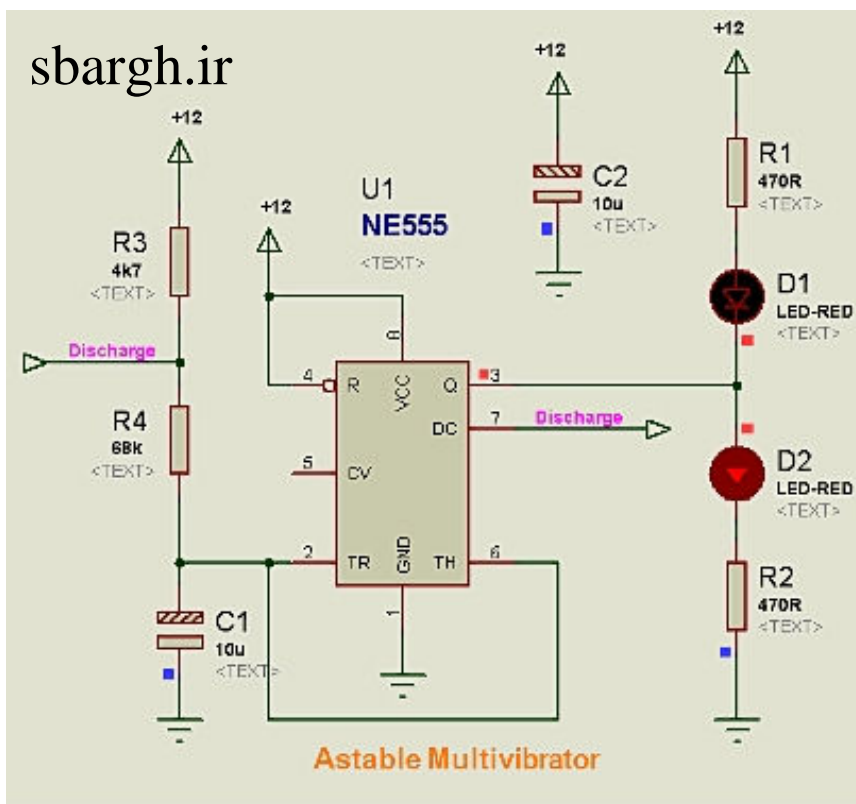 sbargh.ir
+12
+12
+12
+12
R3
4k7
<TEXT>
Discharge
R4
68k
<TEXT>
C1
10u
<TEXT>
U1
NE555
<TEXT>
4
R
8
VCC
Q
3
DC
7
Discharge
5
CV
2
TR
GND
1
TH
6
C2
10u
<TEXT>
R1
470R
<TEXT>
D1
LED-RED
<TEXT>
D2
LED-RED
<TEXT>
R2
470R
<TEXT>
Astable Multivibrator